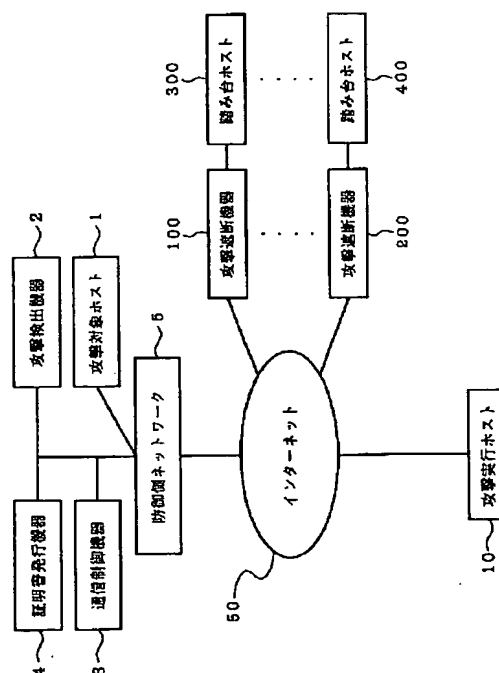 4
証明書発行機器
攻撃検出機器
2
3
通信制御機器
攻撃対象ホスト
1
防御側ネットワーク
5
50
インターネット
10
攻撃実行ホスト
100
攻撃遮断機器
300
踏み台ホスト
攻撃遮断機器
200
踏み台ホスト
400